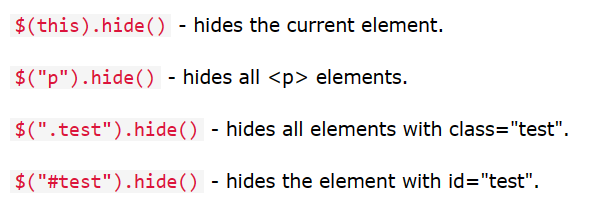 $(this).hide() - hides the current element.
$("p").hide() - hides all <p> elements.
$(".test").hide() - hides all elements with class="test".
$("#test").hide() - hides the element with id="test".